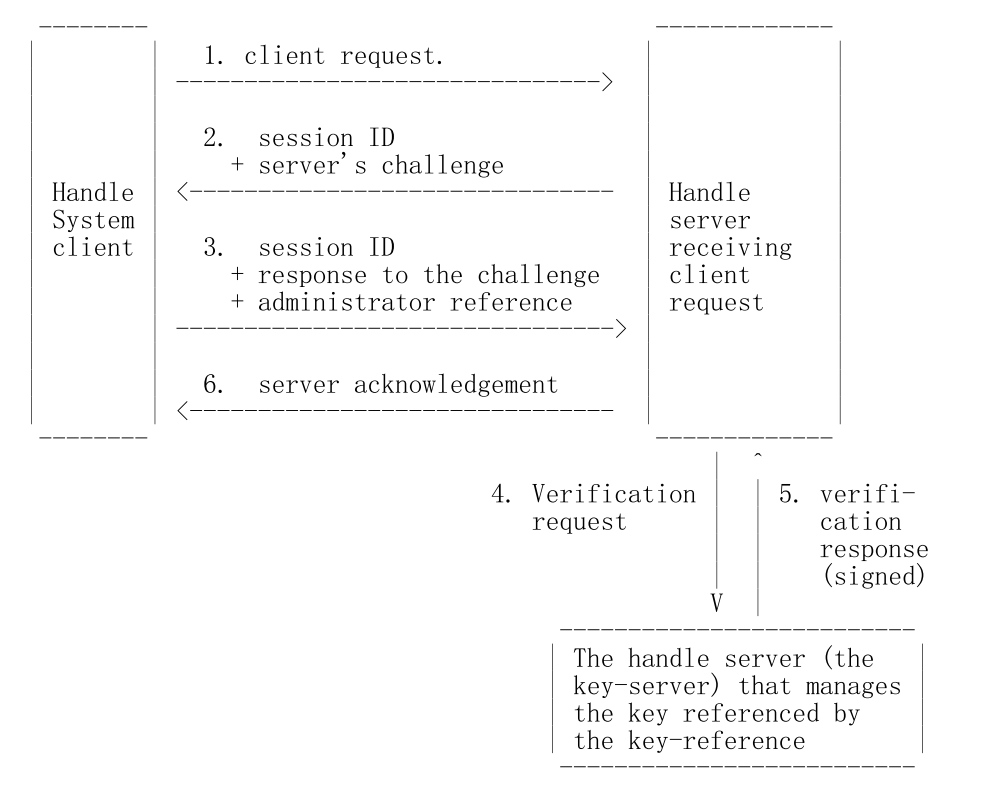 1. client request.
2. session ID
+ server's challenge
Handle
System
client
3. session ID
+ response to the challenge
+ administrator reference
6. server acknowledgement
Handle
server
receiving
client
request
4. Verification
request
5. verifi-
cation
response
(signed)
V
The handle server (the
key-server) that manages
the key referenced by
the key-reference